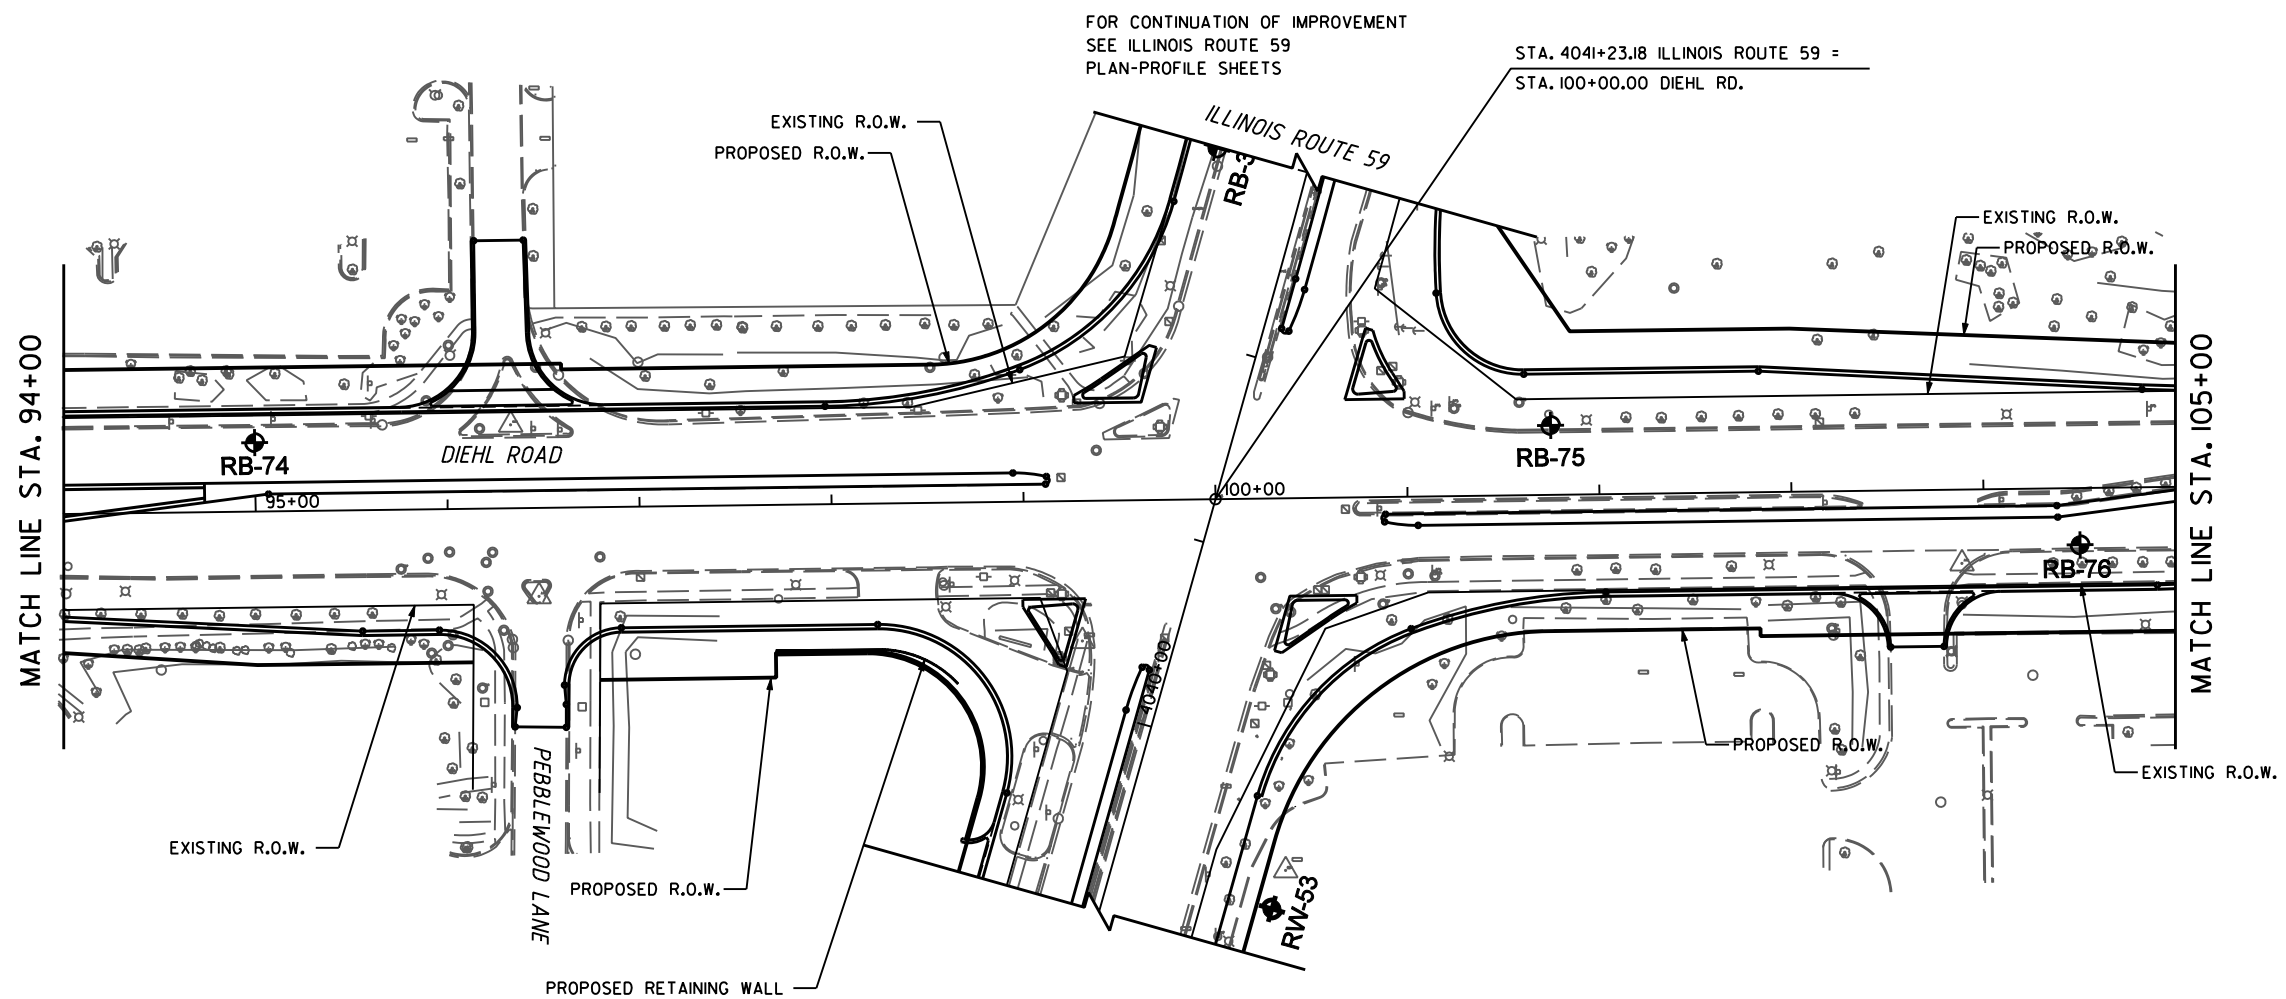 FOR CONTINUATION OF IMPROVEMENT
SEE ILLINOIS ROUTE 59
PLAN-PROFILE SHEETS
STA. 4041+23.18 ILLINOIS ROUTE 59 =
STA. 100+00.00 DIEHL RD.
ILLINOIS ROUTE 59
EXISTING R.O.W.
PROPOSED R.O.W.
RB-3
EXISTING R.O.W.
PROPOSED R.O.W.
MATCH LINE STA. 94+00
MATCH LINE STA. 105+00
RB-74
DIEHL ROAD
RB-75
95+00
100+00
RB-76
4040+00
PROPOSED R.O.W.
EXISTING R.O.W.
PEBBLEWOOD LANE
EXISTING R.O.W.
PROPOSED R.O.W.
RW-53
PROPOSED RETAINING WALL